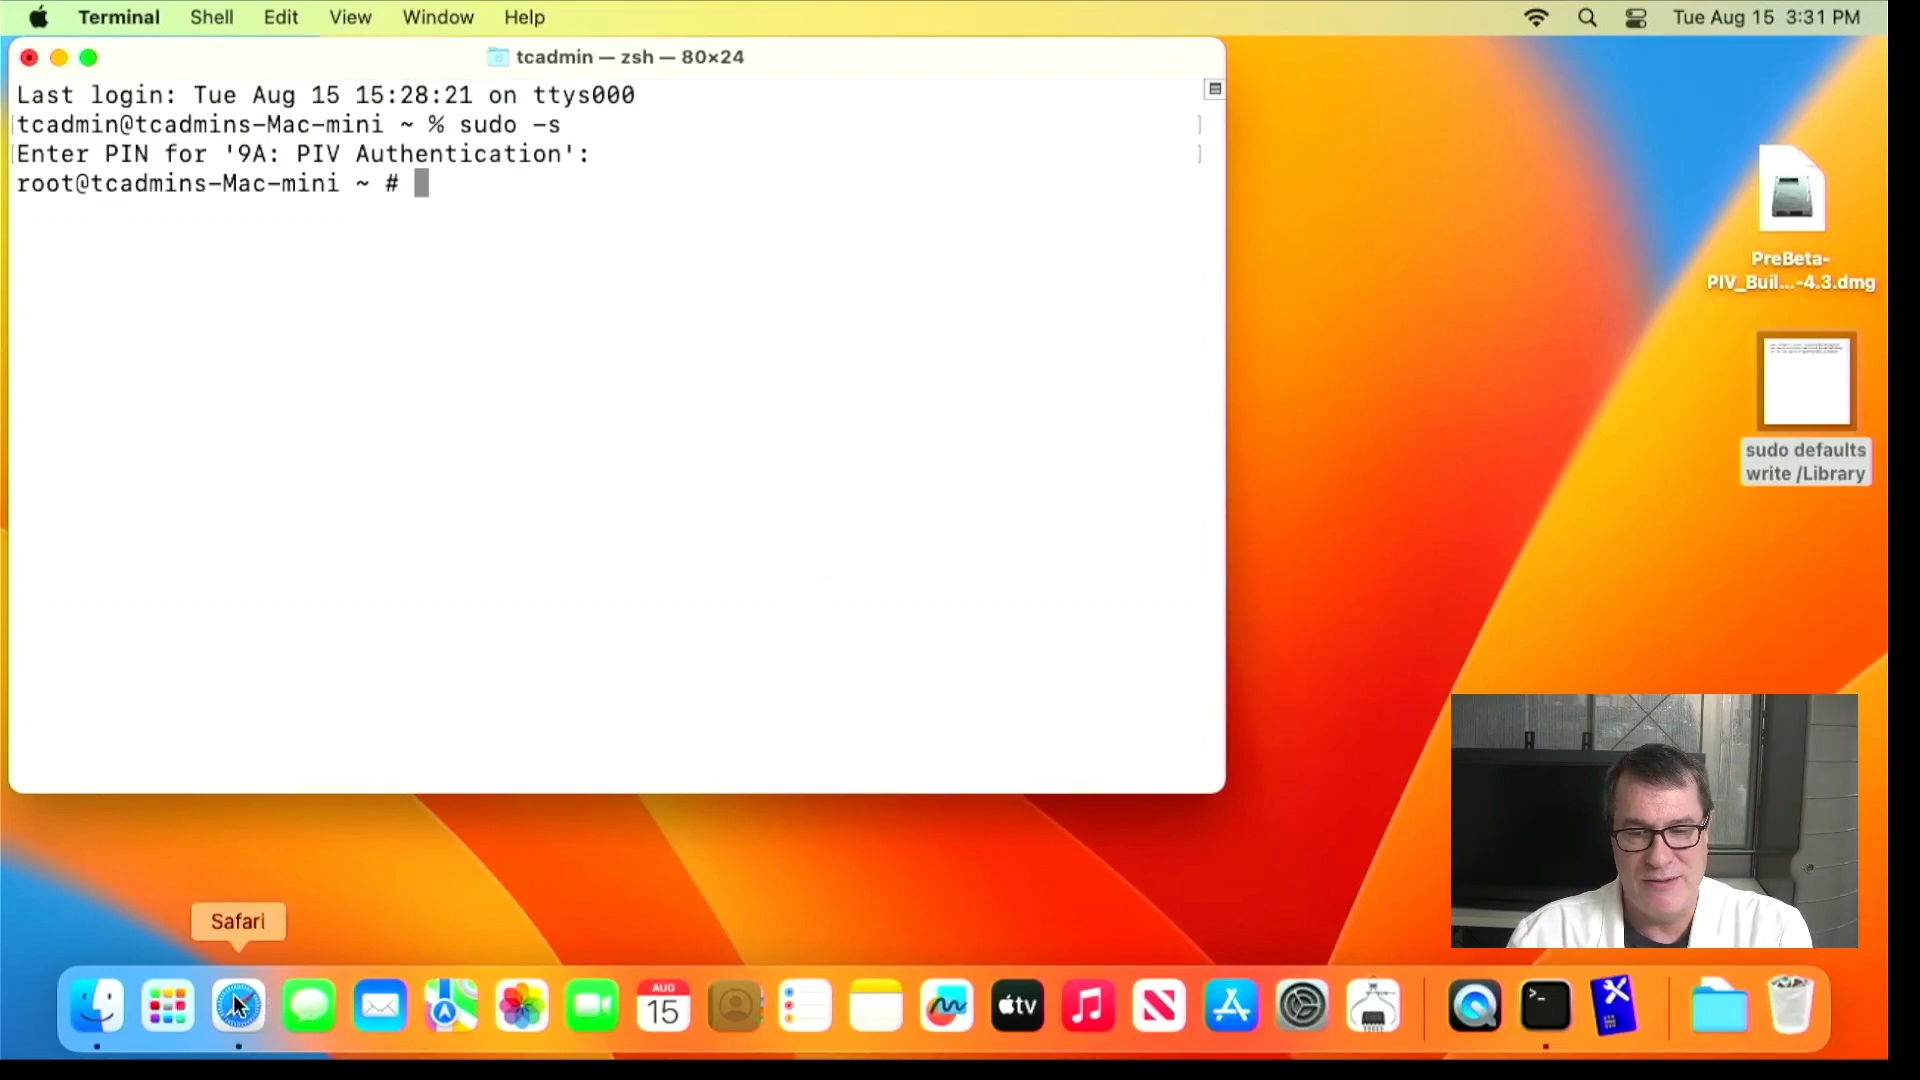 Terminal Shell Edit View Window Help Tue Aug 15 3:31 PM
tcadmin — zsh — 80×24
Last login: Tue Aug 15 15:28:21 on ttys000
tcadmin@tcadmins-Mac-mini ~ % sudo -s
Enter PIN for '9A: PIV Authentication':
root@tcadmins-Mac-mini ~ #
PreBeta-
PIV_Buil...-4.3.dmg
sudo defaults
write /Library
Safari
AUG
15
tv